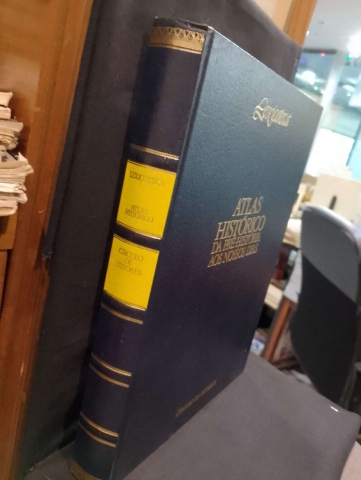 LEXICOTECA
ATLAS
HISTÓRICO
CÍRCULO
DE
LEITORES
Lexicoteca
ATLAS
HISTÓRICO
DA PRÉ-HISTÓRIA
AOS NOSSOS DIAS